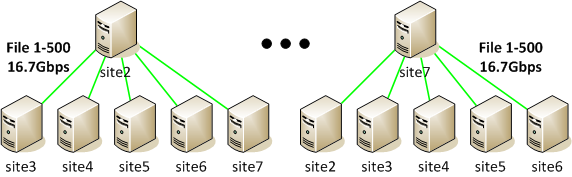 File 1-500
16.7Gbps
site2
site3 site4 site5 site6 site7
File 1-500
16.7Gbps
site7
site2 site3 site4 site5 site6